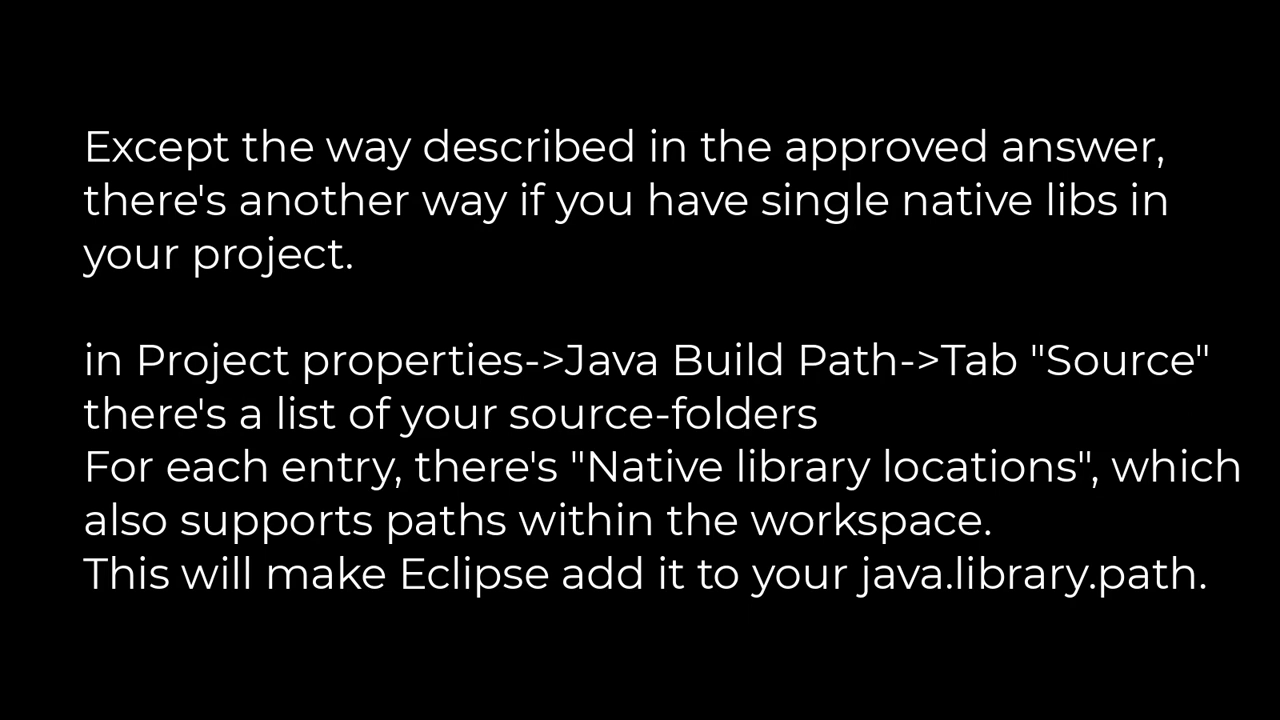 Except the way described in the approved answer,
there's another way if you have single native libs in
your project.
in Project properties->Java Build Path->Tab "Source"
there's a list of your source-folders
For each entry, there's "Native library locations", which
also supports paths within the workspace.
This will make Eclipse add it to your java.library.path.